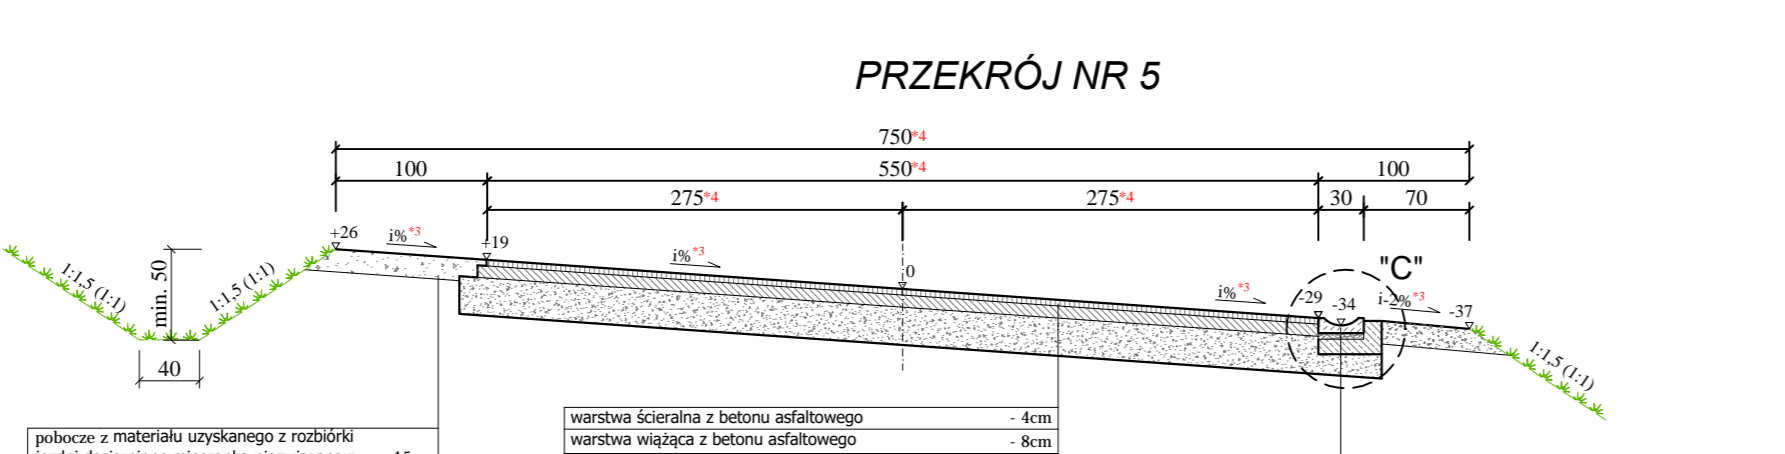 PRZEKRÓJ NR 5
750*4
100 550*4 100
275*4 275*4 30 70
+26 i%*3 +19 i%*3 0 i%*3 -29 -34 "C" i-2%*3 -37
1:1,5 (1:1) min. 50 1:1,5 (1:1) 1:1,5 (1:1)
40
warstwa ścieralna z betonu asfaltowego - 4cm
warstwa wiążąca z betonu asfaltowego - 8cm
pobocze z materiału uzyskanego z rozbiórki